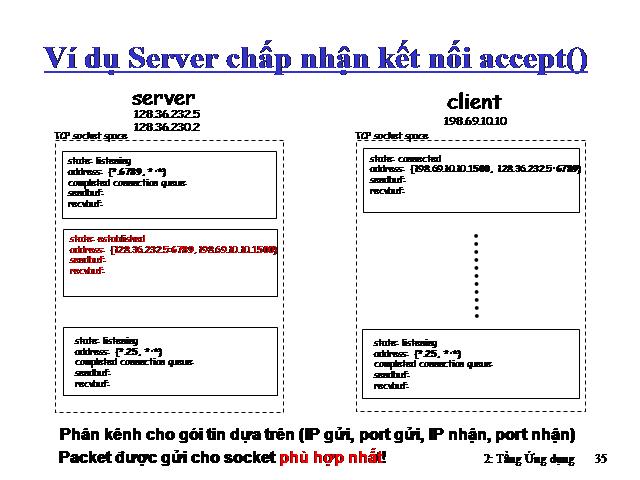 Ví dụ Server chấp nhận kết nối accept()
server
128.36.232.5
128.36.230.2
TCP socket space
state: listening
address: {*.6789, *.*}
completed connection queue:
sendbuf:
recvbuf:
state: established
address: {128.36.232.5:6789, 198.69.10.10.1500}
sendbuf:
recvbuf:
state: listening
address: {*.25, *.*}
completed connection queue:
sendbuf:
recvbuf:
client
198.69.10.10
TCP socket space
state: connected
address: {198.69.10.10.1500, 128.36.232.5:6789}
sendbuf:
recvbuf:
state: listening
address: {*.25, *.*}
completed connection queue:
sendbuf:
recvbuf:
Phân kênh cho gói tin dựa trên (IP gửi, port gửi, IP nhận, port nhận)
Packet được gửi cho socket phù hợp nhất!
2: Tầng Ứng dụng 35